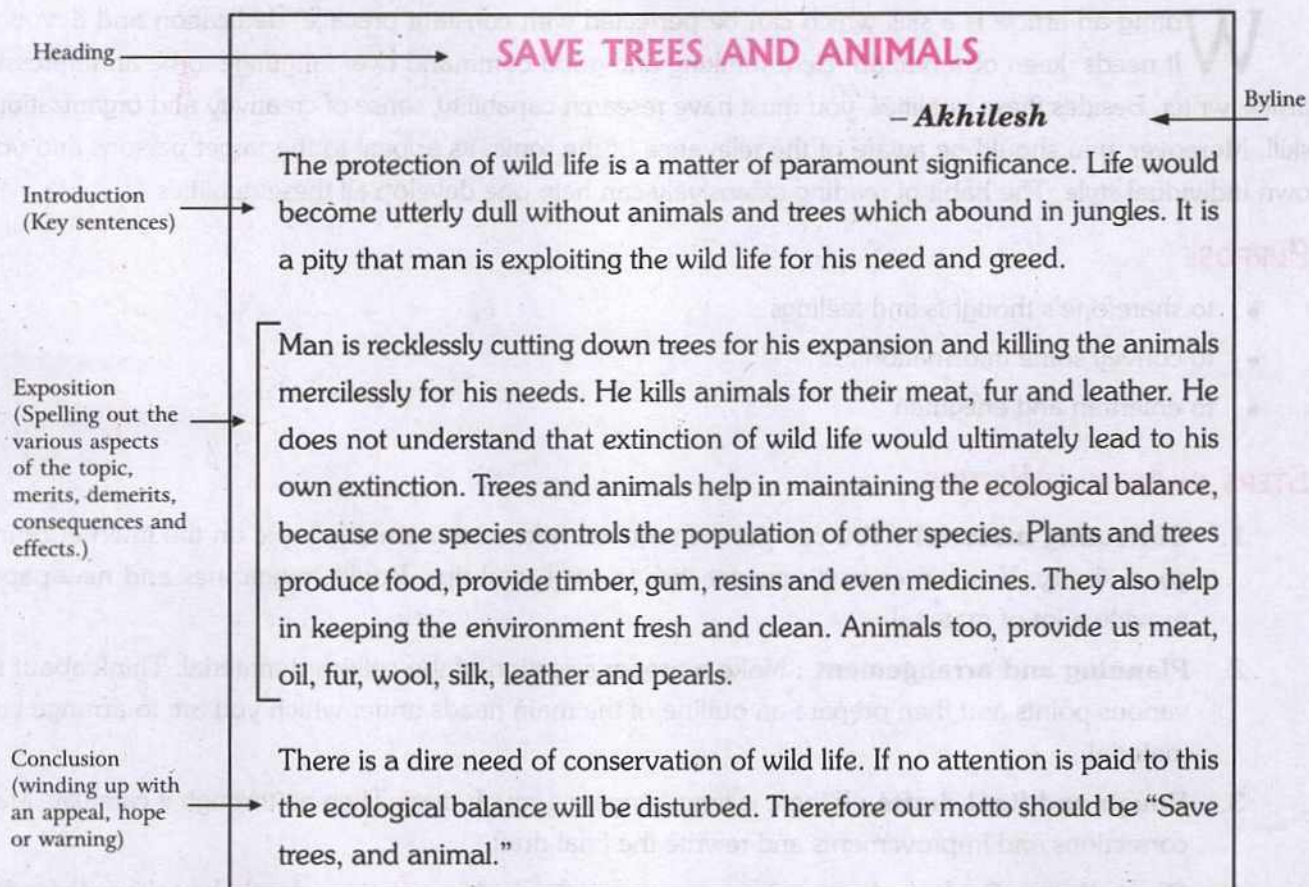 Heading
SAVE TREES AND ANIMALS
Byline
–Akhilesh
Introduction
(Key sentences)
The protection of wild life is a matter of paramount significance. Life would
become utterly dull without animals and trees which abound in jungles. It is
a pity that man is exploiting the wild life for his need and greed.
Exposition
(Spelling out the
various aspects
of the topic,
merits, demerits,
consequences and
effects.)
Man is recklessly cutting down trees for his expansion and killing the animals
mercilessly for his needs. He kills animals for their meat, fur and leather. He
does not understand that extinction of wild life would ultimately lead to his
own extinction. Trees and animals help in maintaining the ecological balance,
because one species controls the population of other species. Plants and trees
produce food, provide timber, gum, resins and even medicines. They also help
in keeping the environment fresh and clean. Animals too, provide us meat,
oil, fur, wool, silk, leather and pearls.
Conclusion
(winding up with
an appeal, hope
or warning)
There is a dire need of conservation of wild life. If no attention is paid to this
the ecological balance will be disturbed. Therefore our motto should be “Save
trees, and animal.”